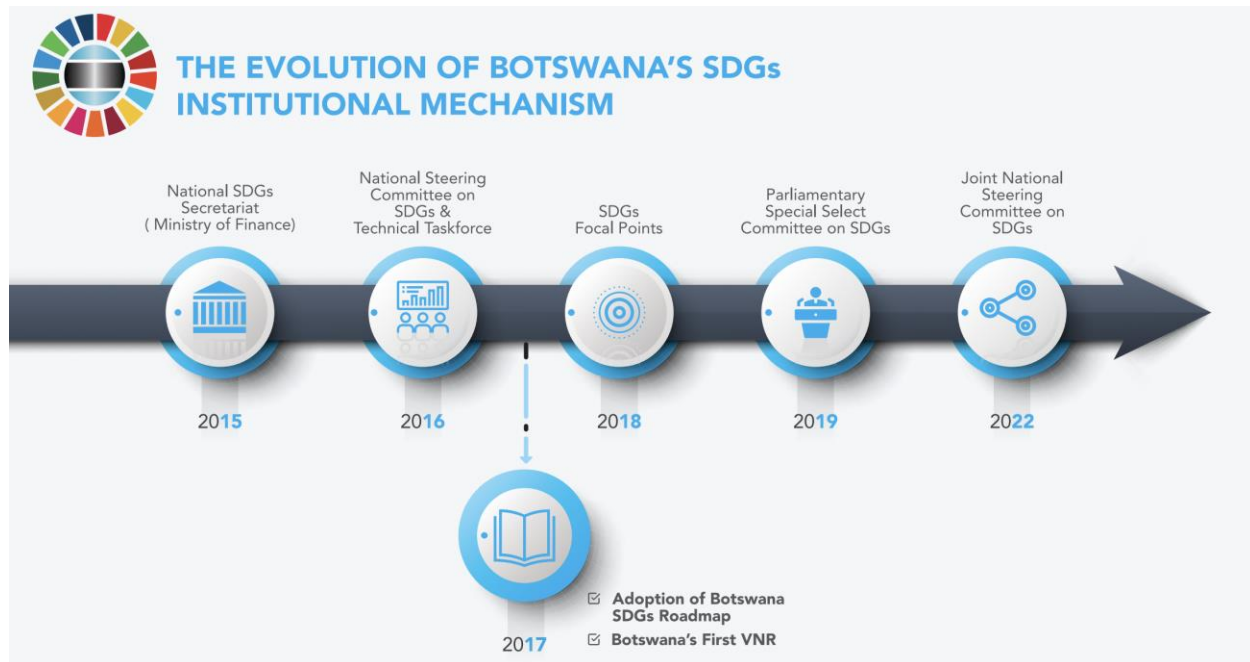 THE EVOLUTION OF BOTSWANA'S SDGs
INSTITUTIONAL MECHANISM
National SDGs
Secretariat
( Ministry of Finance)
2015
National Steering
Committee on
SDGs &
Technical Taskforce
2016
2017
Adoption of Botswana
SDGs Roadmap
Botswana's First VNR
SDGs
Focal Points
2018
Parliamentary
Special Select
Committee on SDGs
2019
Joint National
Steering
Committee on
SDGs
2022